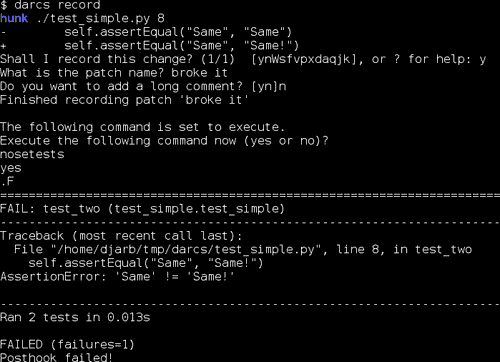 $ darcs record
hunk ./test_simple.py 8
-        self.assertEqual("Same", "Same")
+        self.assertEqual("Same", "Same!")
Shall I record this change? (1/1)  [ynWsfvpxdaqjk], or ? for help: y
What is the patch name? broke it
Do you want to add a long comment? [yn]n
Finished recording patch 'broke it'

The following command is set to execute.
Execute the following command now (yes or no)?
nosetests
yes
.F
======================================================================
FAIL: test_two (test_simple.test_simple)
----------------------------------------------------------------------
Traceback (most recent call last):
  File "/home/djarb/tmp/darcs/test_simple.py", line 8, in test_two
    self.assertEqual("Same", "Same!")
AssertionError: 'Same' != 'Same!'

----------------------------------------------------------------------
Ran 2 tests in 0.013s

FAILED (failures=1)
Posthook failed!